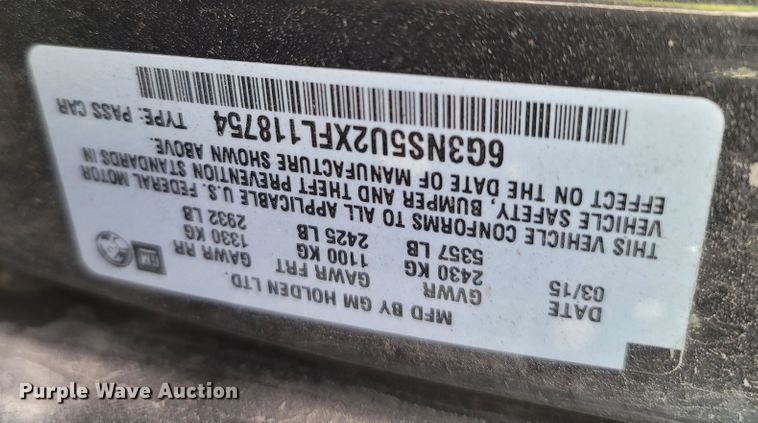 MFD BY GM HOLDEN LTD.
DATE GVWR GAWR FRT GAWR RR
03/15 2430 KG 1100 KG 1330 KG
5357 LB 2425 LB 2932 LB
THIS VEHICLE CONFORMS TO ALL APPLICABLE U.S. FEDERAL MOTOR
VEHICLE SAFETY, BUMPER AND THEFT PREVENTION STANDARDS IN
EFFECT ON THE DATE OF MANUFACTURE SHOWN ABOVE.
6G3NS5U2XFL118754 TYPE: PASS CAR
GM
Purple Wave Auction